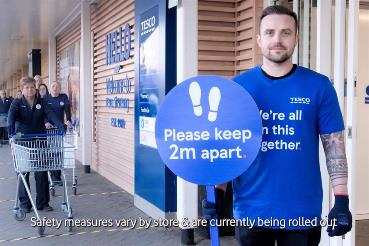 HELLO
TESCO
Please keep
2m apart.
TESCO
We're all
in this
together.
Safety measures vary by store & are currently being rolled out